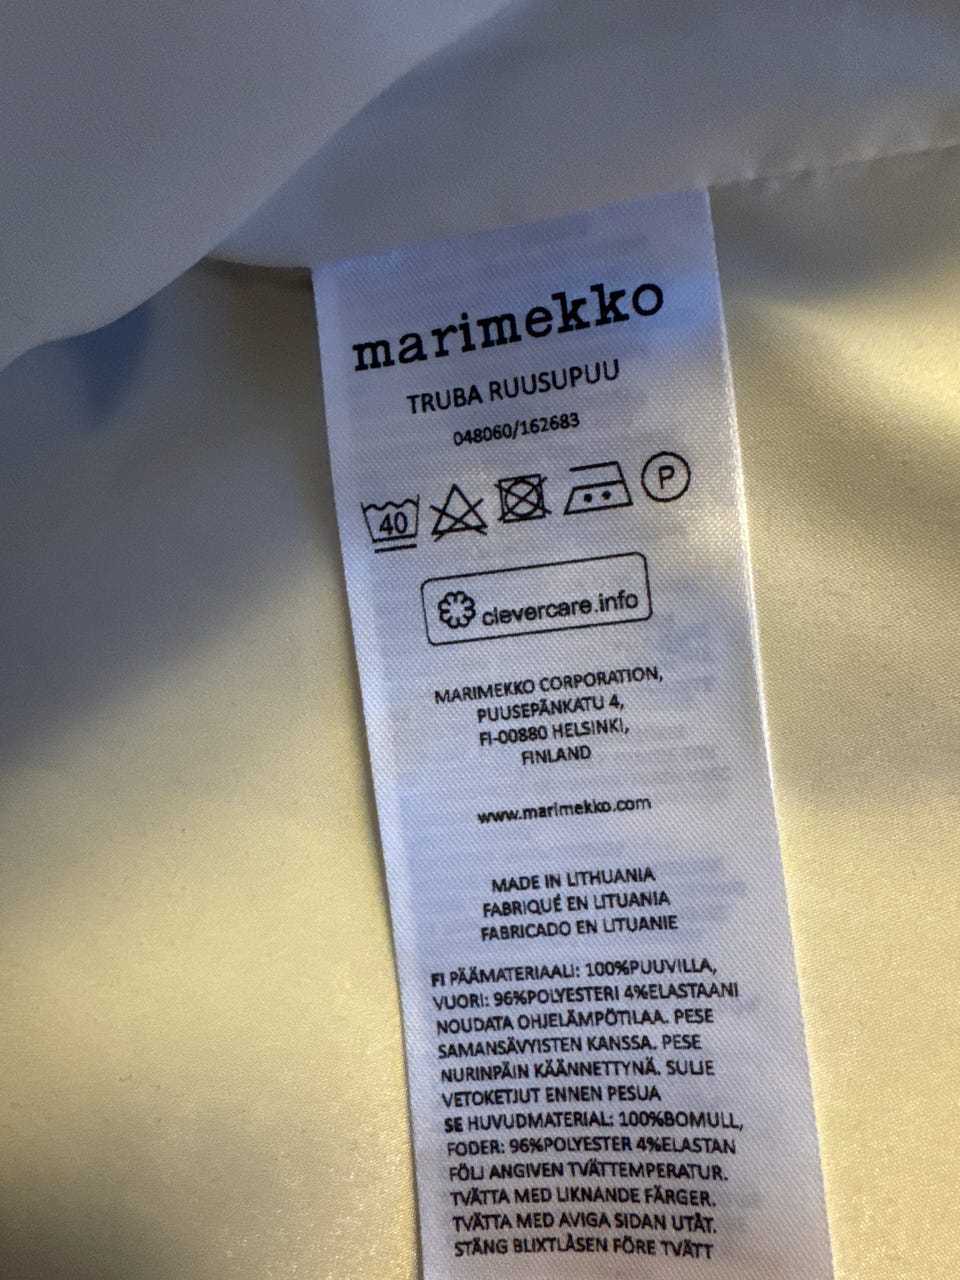 marimekko
TRUBA RUUSUPUU
048060/162683
40 P
clevercare.info
MARIMEKKO CORPORATION,
PUUSEPÄNKATU 4,
FI-00880 HELSINKI,
FINLAND
www.marimekko.com
MADE IN LITHUANIA
FABRIQUÉ EN LITUANIA
FABRICADO EN LITUANIE
FI PÄÄMATERIAALI: 100%PUUVILLA,
VUORI: 96%POLYESTERI 4%ELASTAANI
NOUDATA OHJELÄMPÖTILAA. PESE
SAMANSÄVYISTEN KANSSA. PESE
NURINPÄIN KÄÄNNETTYNÄ. SULJE
VETOKETJUT ENNEN PESUA
SE HUVUDMATERIAL: 100%BOMULL,
FODER: 96%POLYESTER 4%ELASTAN
FÖLJ ANGIVEN TVÄTTEMPERATUR.
TVÄTTA MED LIKNANDE FÄRGER.
TVÄTTA MED AVIGA SIDAN UTÅT.
STÄNG BLIXTLÅSEN FÖRE TVÄTT